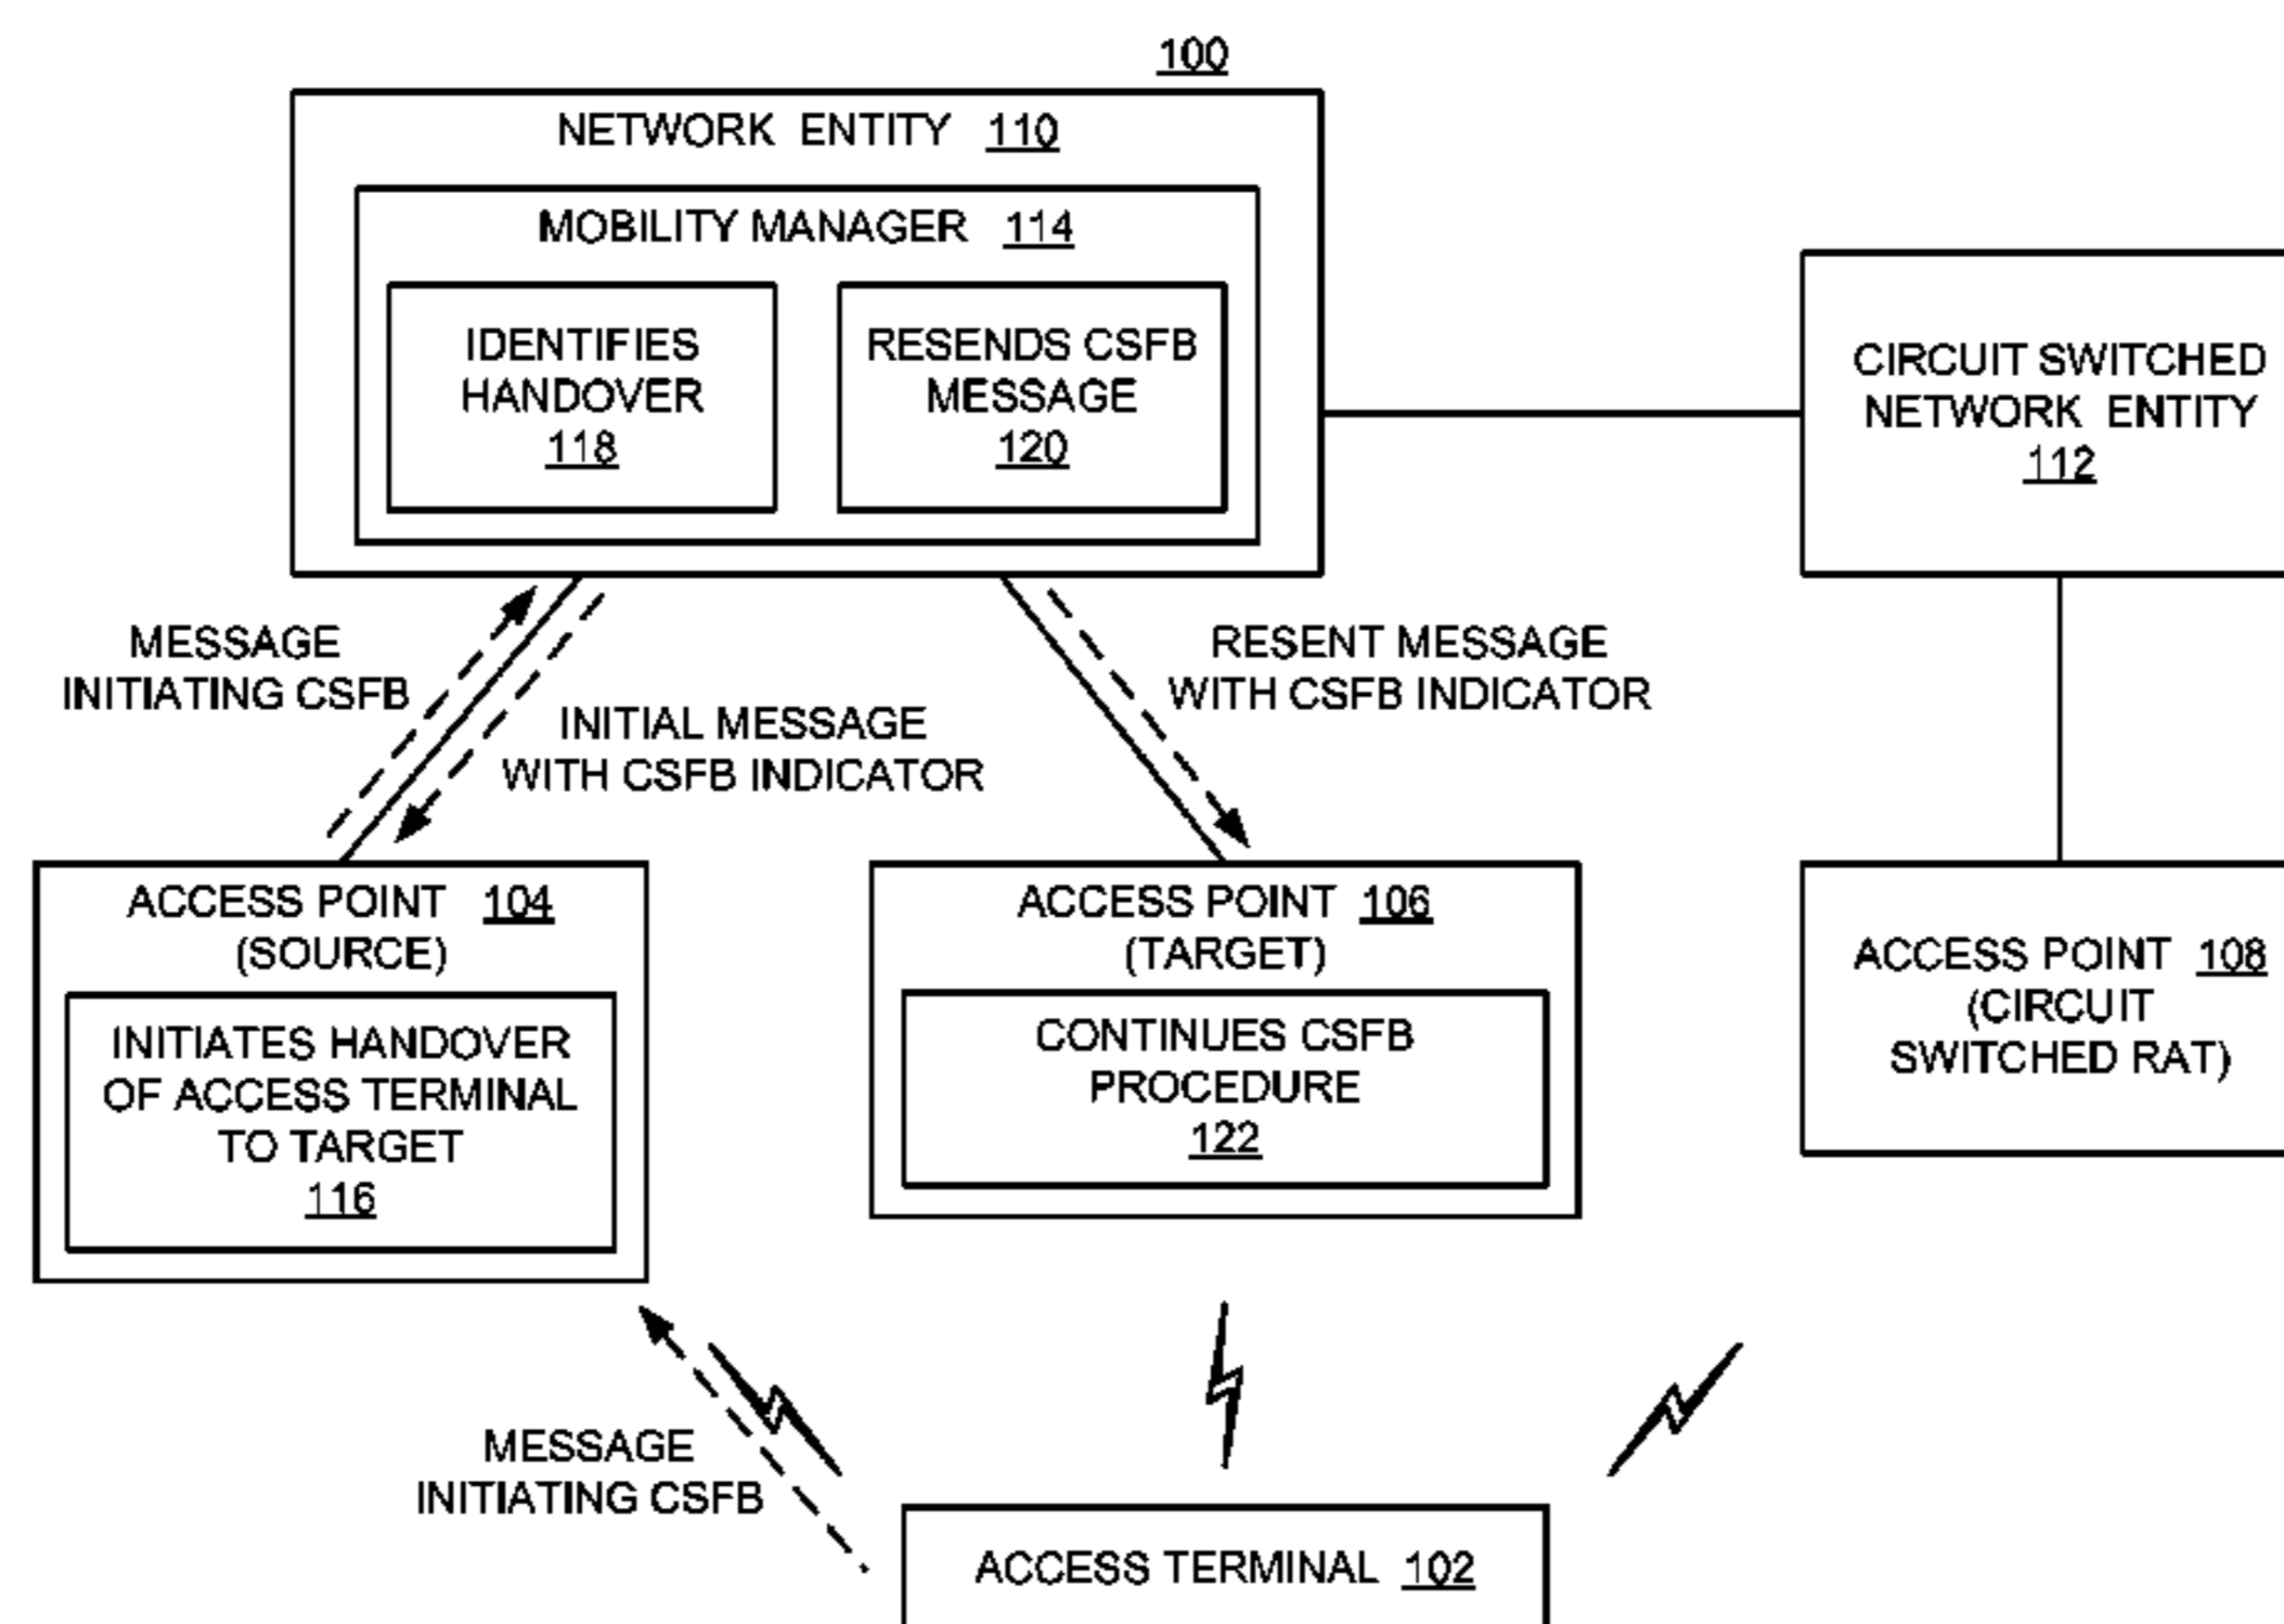 100
NETWORK ENTITY 110
MOBILITY MANAGER 114
IDENTIFIES
HANDOVER
118
RESENDS CSFB
MESSAGE
120
CIRCUIT SWITCHED
NETWORK ENTITY
112
MESSAGE
INITIATING CSFB
INITIAL MESSAGE
WITH CSFB INDICATOR
RESENT MESSAGE
WITH CSFB INDICATOR
ACCESS POINT 104
(SOURCE)
INITIATES HANDOVER
OF ACCESS TERMINAL
TO TARGET
116
ACCESS POINT 106
(TARGET)
CONTINUES CSFB
PROCEDURE
122
ACCESS POINT 108
(CIRCUIT
SWITCHED RAT)
MESSAGE
INITIATING CSFB
ACCESS TERMINAL 102